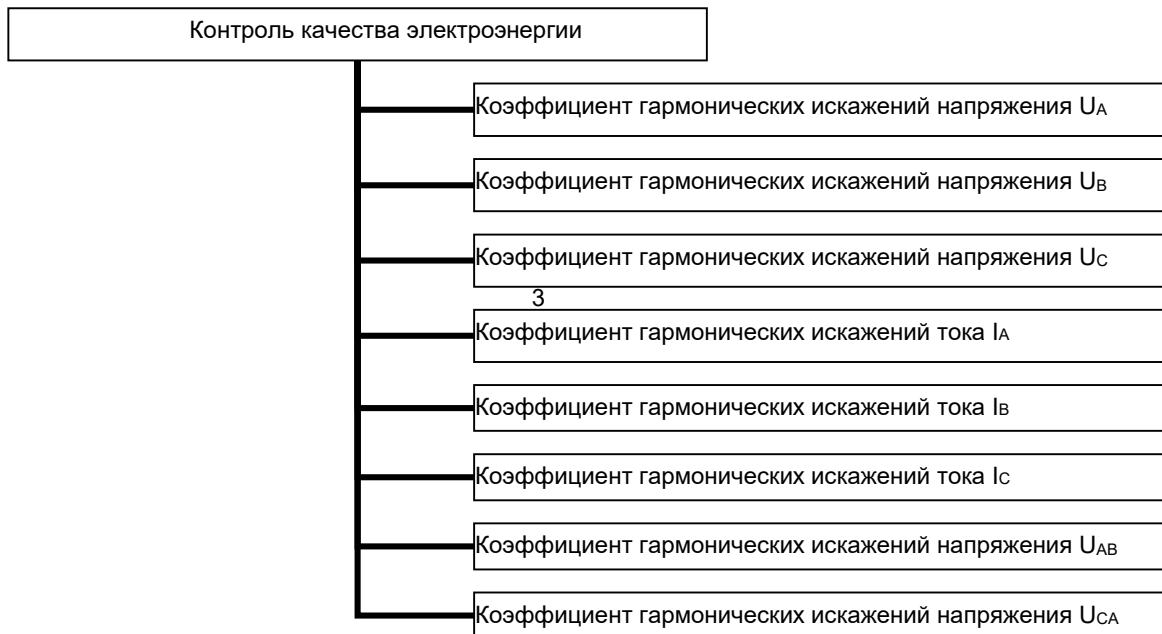 Контроль качества электроэнергии
Коэффициент гармонических искажений напряжения UA
Коэффициент гармонических искажений напряжения UB
Коэффициент гармонических искажений напряжения UC
3
Коэффициент гармонических искажений тока IA
Коэффициент гармонических искажений тока IB
Коэффициент гармонических искажений тока IC
Коэффициент гармонических искажений напряжения UAB
Коэффициент гармонических искажений напряжения UCA